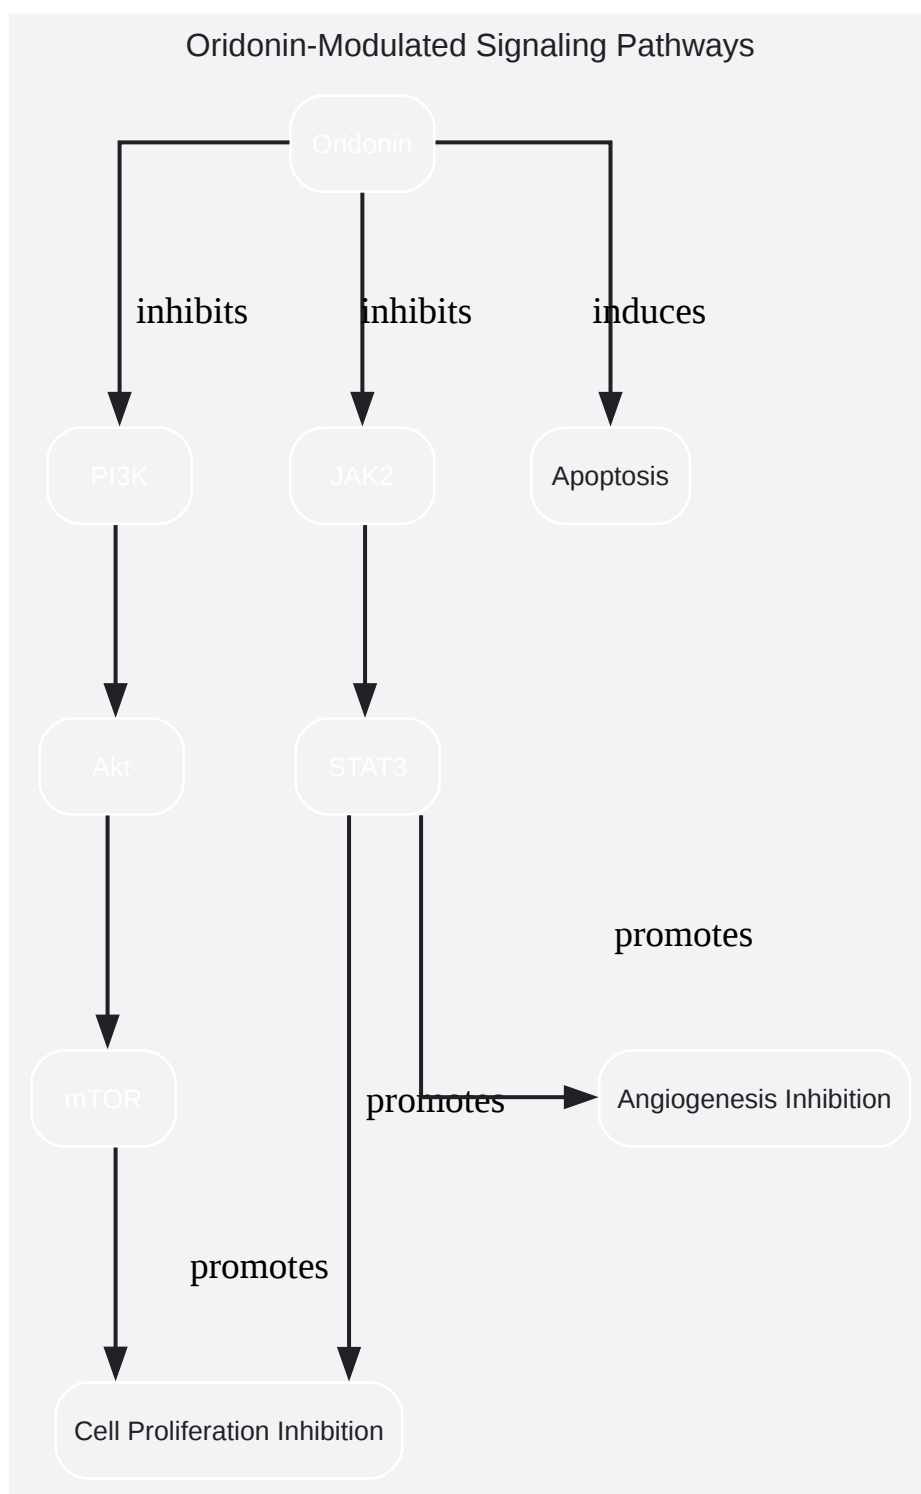 Oridonin-Modulated Signaling Pathways
Oridonin
inhibits
inhibits
induces
PI3K
JAK2
Apoptosis
Akt
STAT3
promotes
mTOR
promotes
Angiogenesis Inhibition
promotes
Cell Proliferation Inhibition